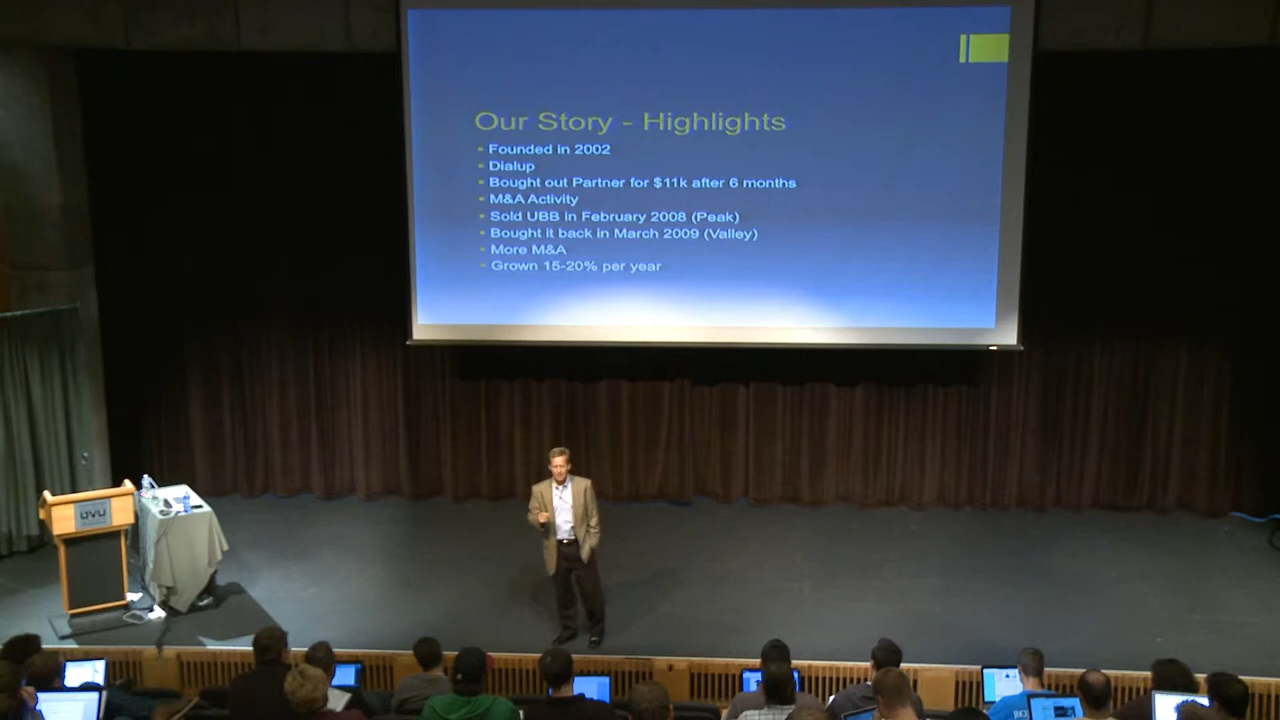 Our Story - Highlights
Founded in 2002
Dialup
Bought out Partner for $11k after 6 months
M&A Activity
Sold UBB in February 2008 (Peak)
Bought it back in March 2009 (Valley)
More M&A
Grown 15-20% per year
UVU